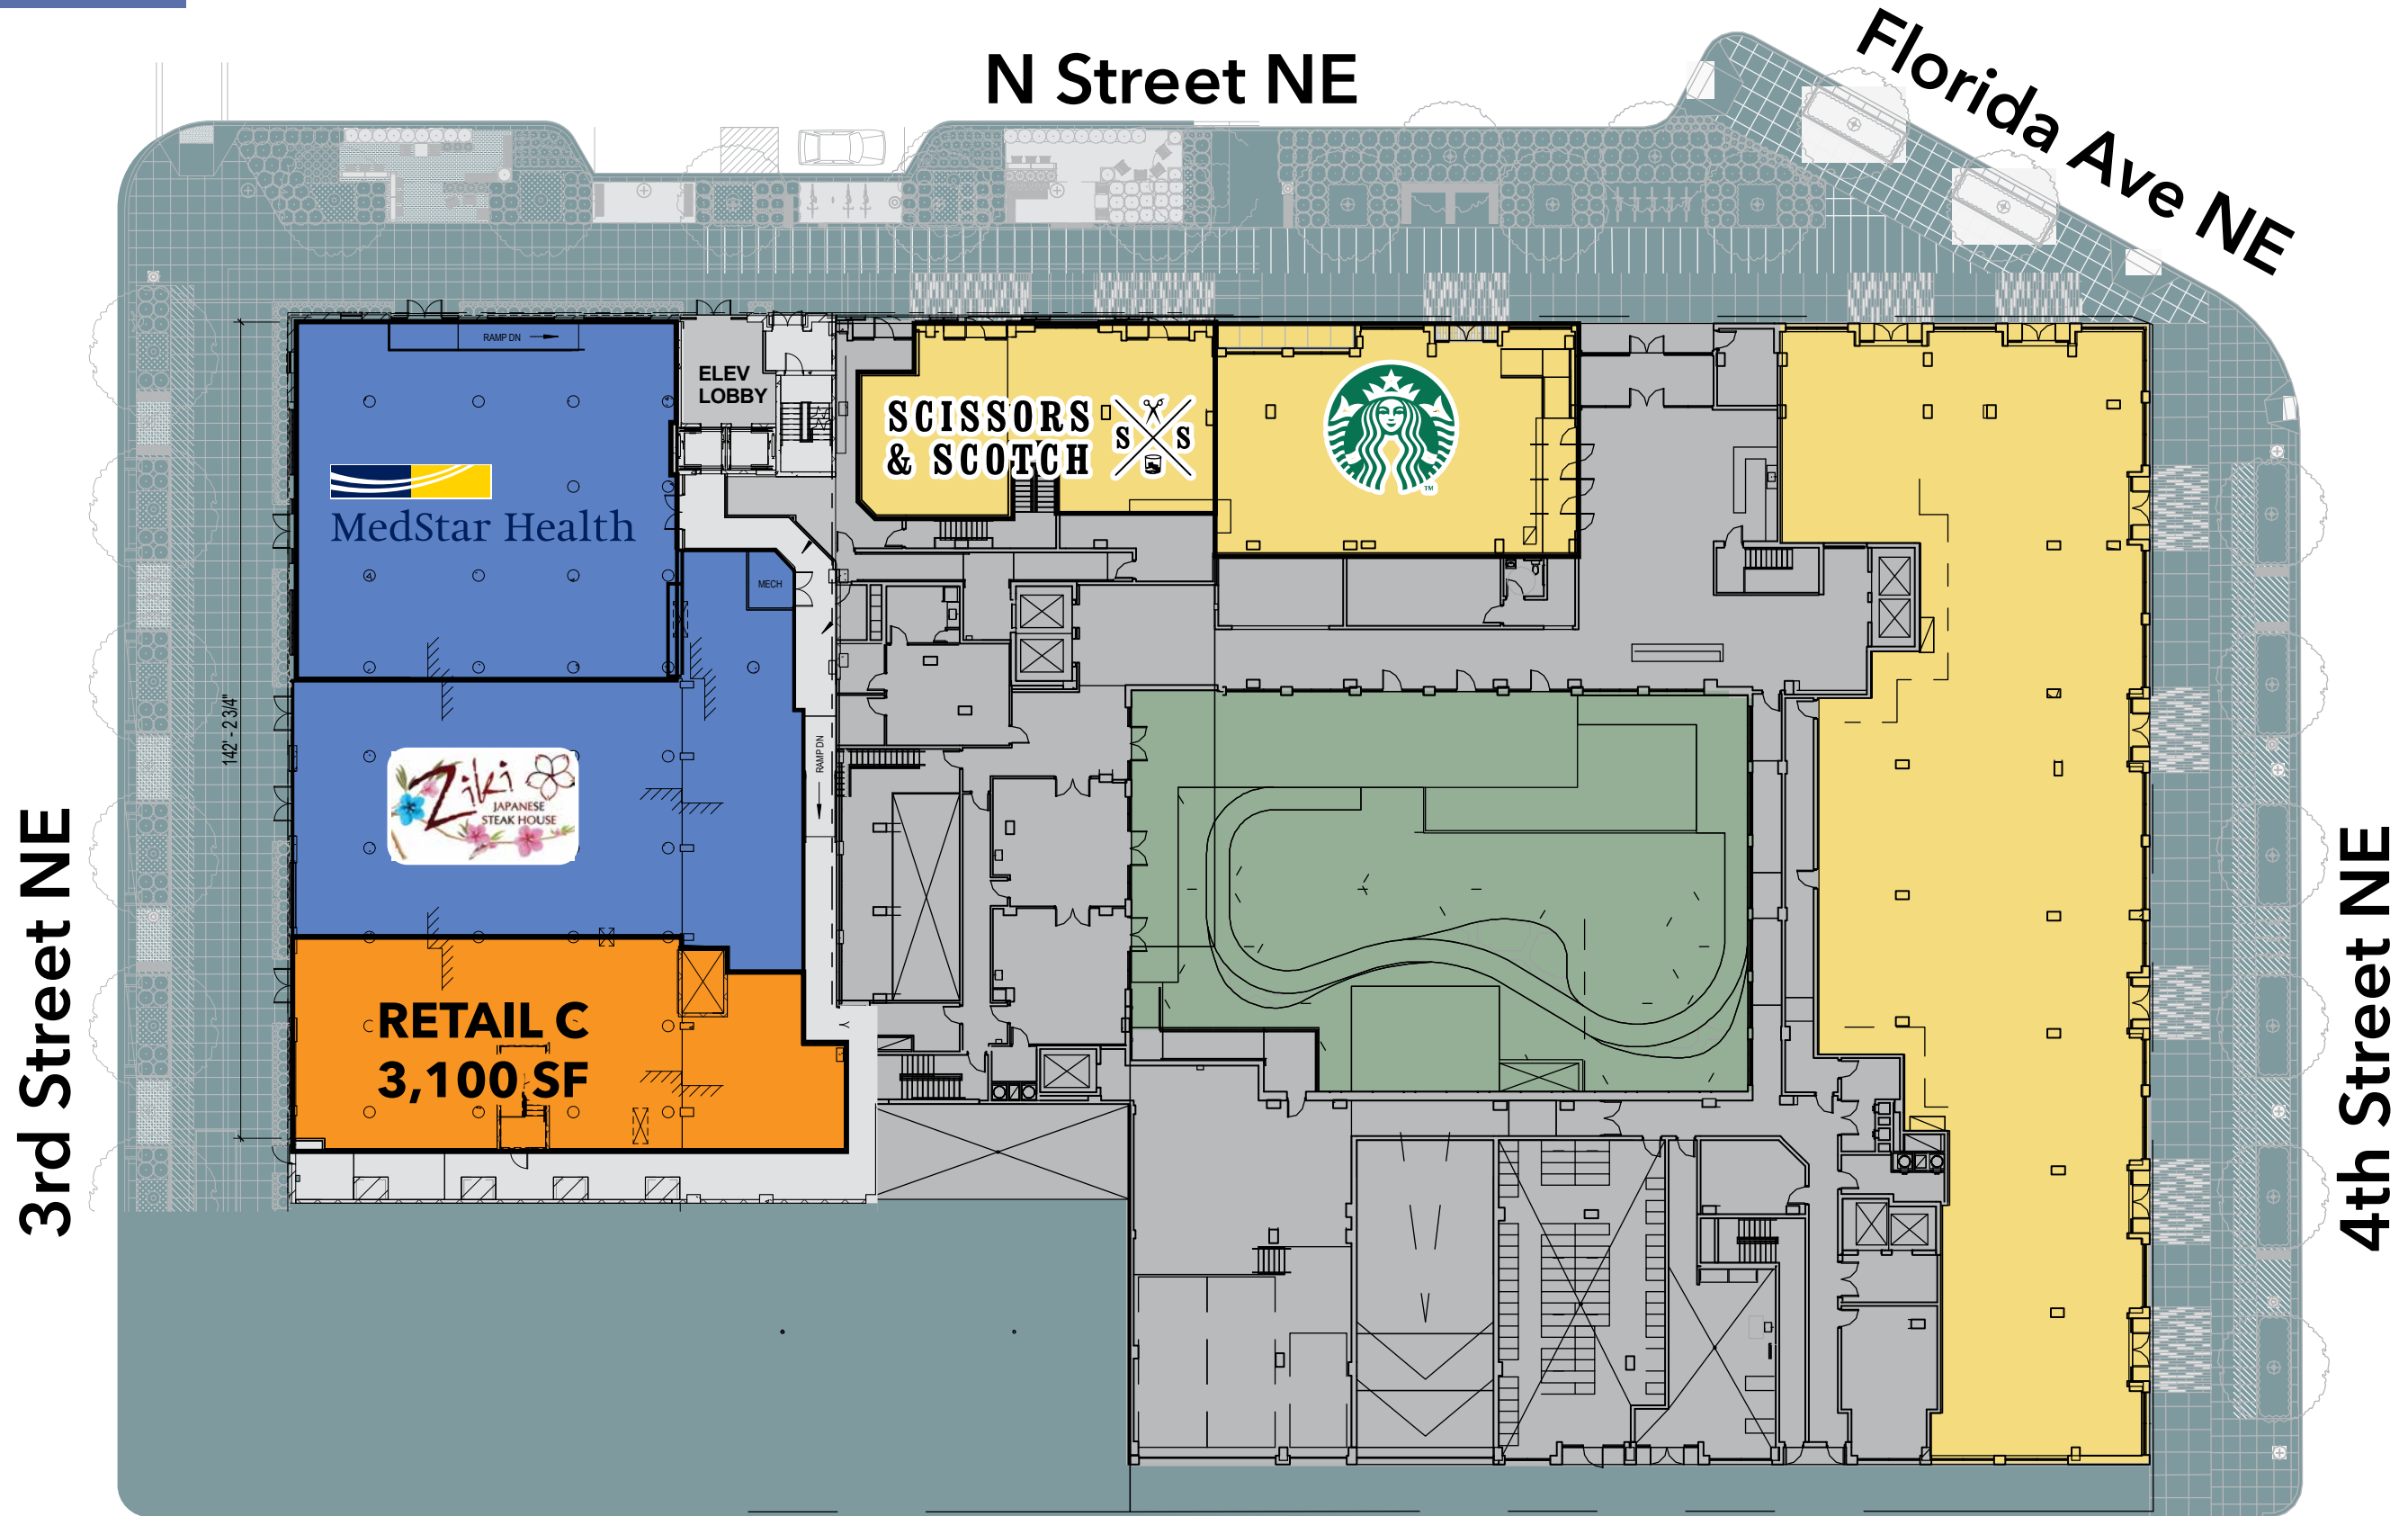 N Street NE
Florida Ave NE
RAMP DN
ELEV
LOBBY
SCISSORS
& SCOTCH
S S
TM
MedStar Health
MECH
142' - 2 3/4"
RAMP DN
Ziki
JAPANESE
STEAK HOUSE
3rd Street NE
4th Street NE
RETAIL C
3,100 SF